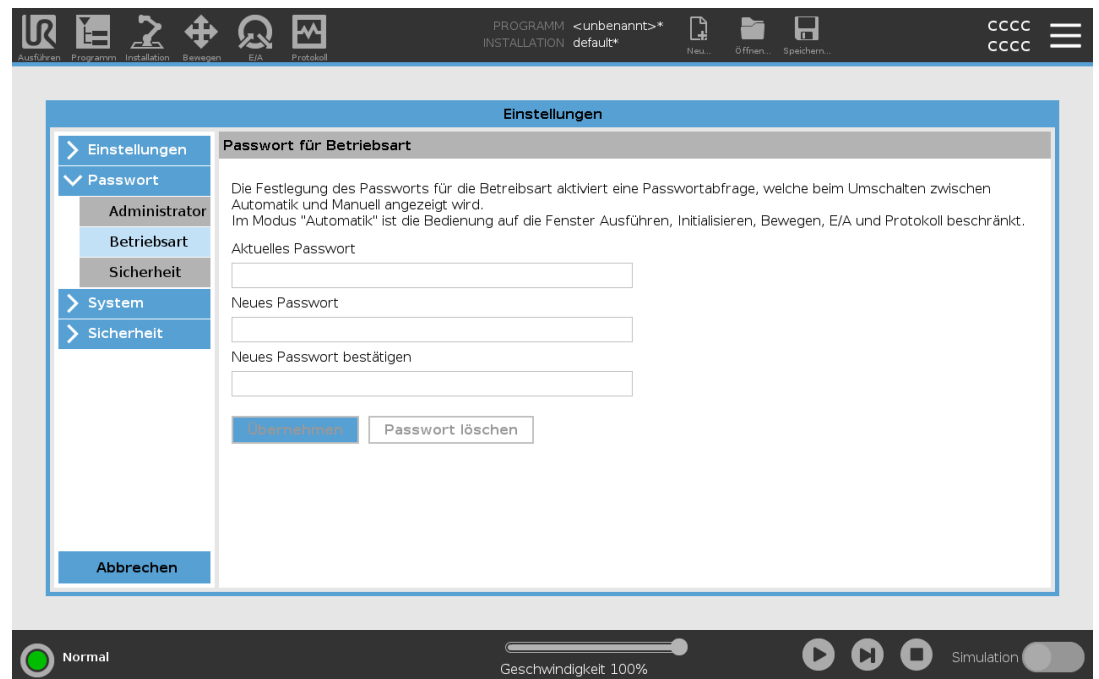 PROGRAMM <unbenannt>*
INSTALLATION default*
CCCC
CCCC
Ausführen Programm Installation Bewegen E/A Protokoll
Neu... Öffnen... Speichern...
Einstellungen
Einstellungen
Passwort
Administrator
Betriebsart
Sicherheit
System
Sicherheit
Abbrechen
Passwort für Betriebsart
Die Festlegung des Passworts für die Betreibsart aktiviert eine Passwortabfrage, welche beim Umschalten zwischen
Automatik und Manuell angezeigt wird.
Im Modus "Automatik" ist die Bedienung auf die Fenster Ausführen, Initialisieren, Bewegen, E/A und Protokoll beschränkt.
Aktuelles Passwort
Neues Passwort
Neues Passwort bestätigen
Übernehmen Passwort löschen
Normal
Geschwindigkeit 100%
Simulation